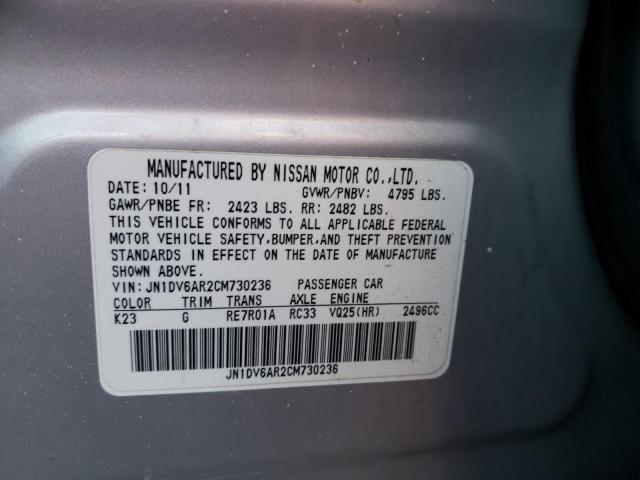 MANUFACTURED BY NISSAN MOTOR CO.,LTD.
DATE: 10/11 GVWR/PNBV: 4795 LBS.
GAWR/PNBE FR: 2423 LBS. RR: 2482 LBS.
THIS VEHICLE CONFORMS TO ALL APPLICABLE FEDERAL
MOTOR VEHICLE SAFETY,BUMPER,AND THEFT PREVENTION
STANDARDS IN EFFECT ON THE DATE OF MANUFACTURE
SHOWN ABOVE.
VIN: JN1DV6AR2CM730236 PASSENGER CAR
COLOR TRIM TRANS AXLE ENGINE
K23 G RE7R01A RC33 VQ25(HR) 2496CC
JN1DV6AR2CM730236